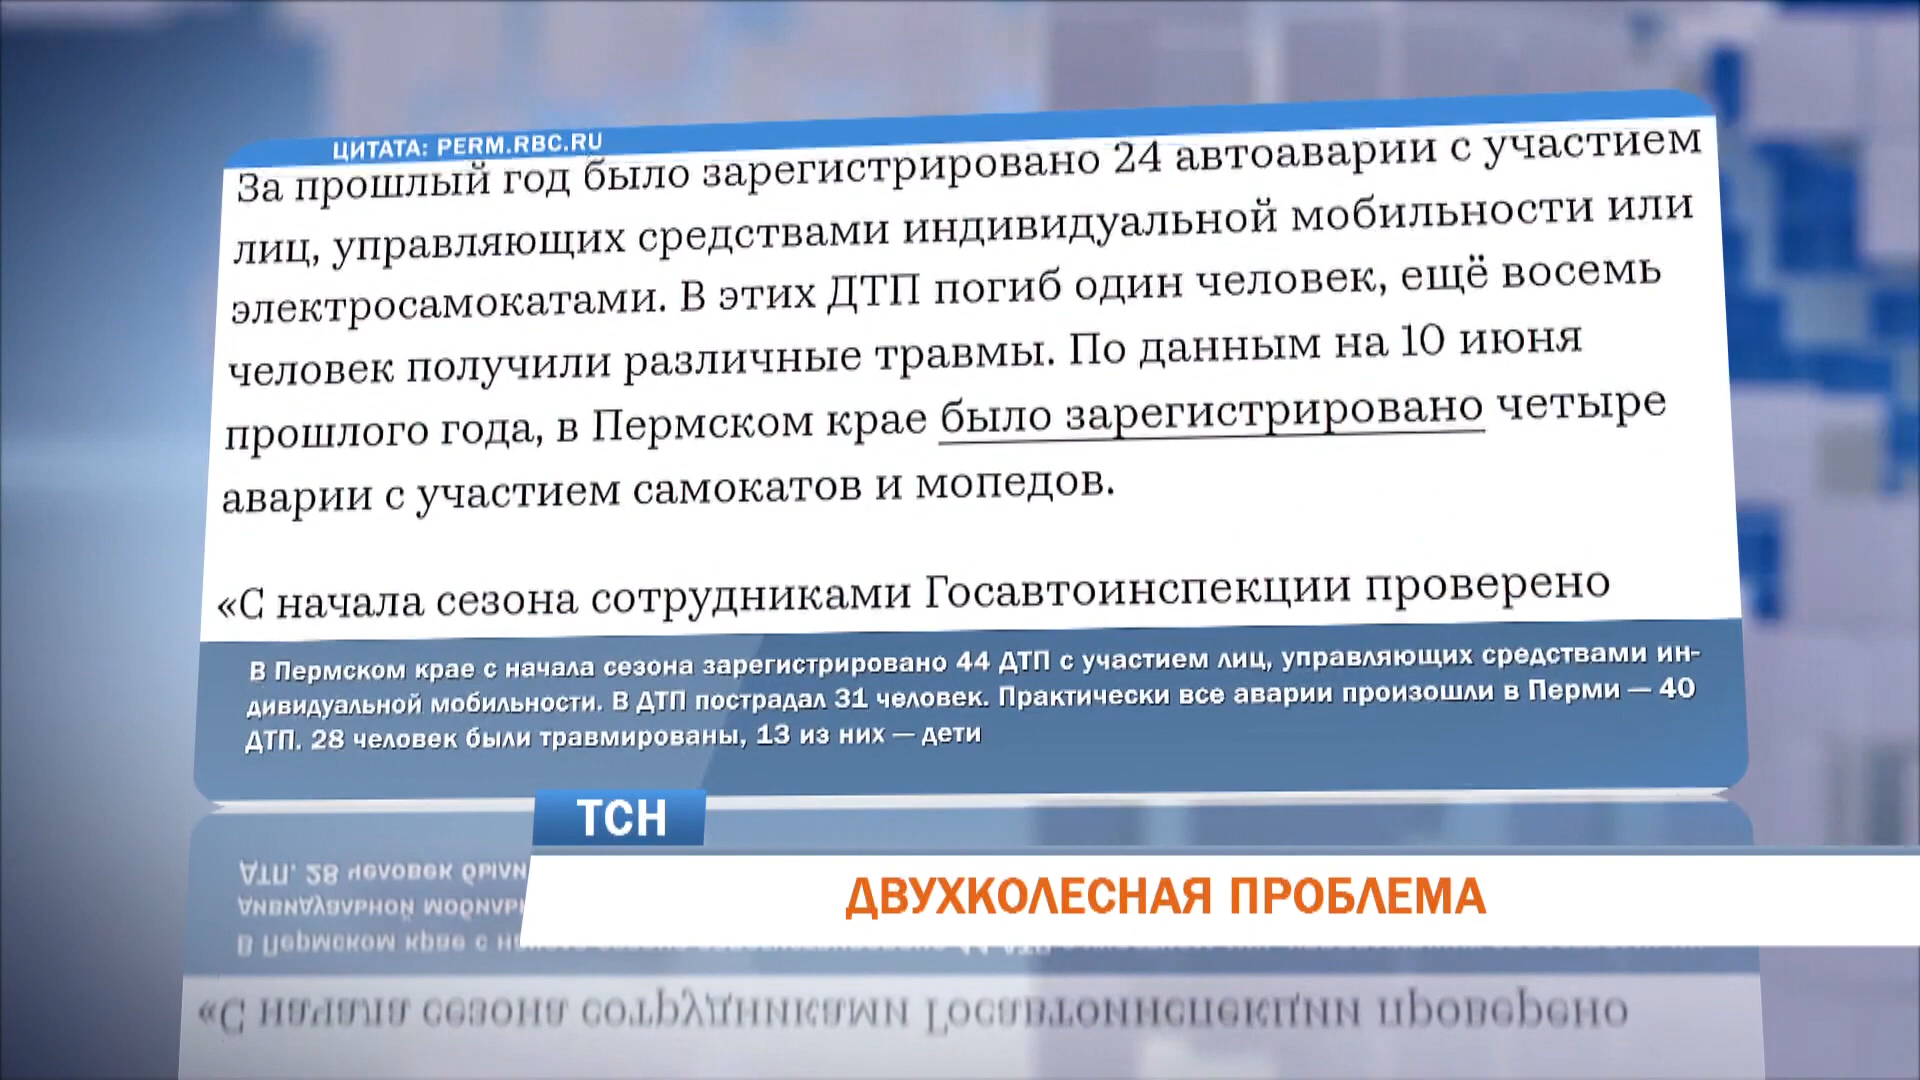 ЦИТАТА: PERM.RBC.RU
За прошлый год было зарегистрировано 24 автоаварии с участием
лиц, управляющих средствами индивидуальной мобильности или
электросамокатами. В этих ДТП погиб один человек, ещё восемь
человек получили различные травмы. По данным на 10 июня
прошлого года, в Пермском крае было зарегистрировано четыре
аварии с участием самокатов и мопедов.
«С начала сезона сотрудниками Госавтоинспекции проверено
В Пермском крае с начала сезона зарегистрировано 44 ДТП с участием лиц, управляющих средствами ин-
дивидуальной мобильности. В ДТП пострадал 31 человек. Практически все аварии произошли в Перми — 40
ДТП. 28 человек были травмированы, 13 из них — дети
ТСН
ДВУХКОЛЕСНАЯ ПРОБЛЕМА